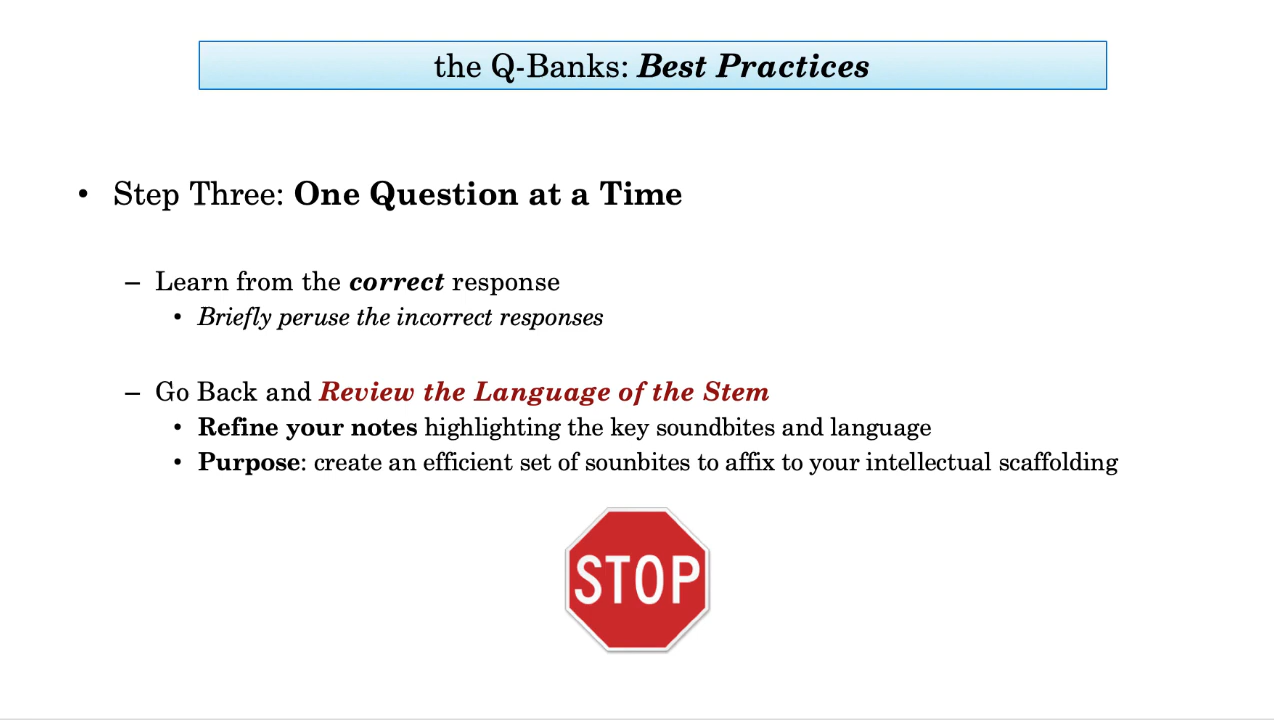 the Q-Banks: Best Practices
• Step Three: One Question at a Time
– Learn from the correct response
• Briefly peruse the incorrect responses
– Go Back and Review the Language of the Stem
• Refine your notes highlighting the key soundbites and language
• Purpose: create an efficient set of sounbites to affix to your intellectual scaffolding
STOP